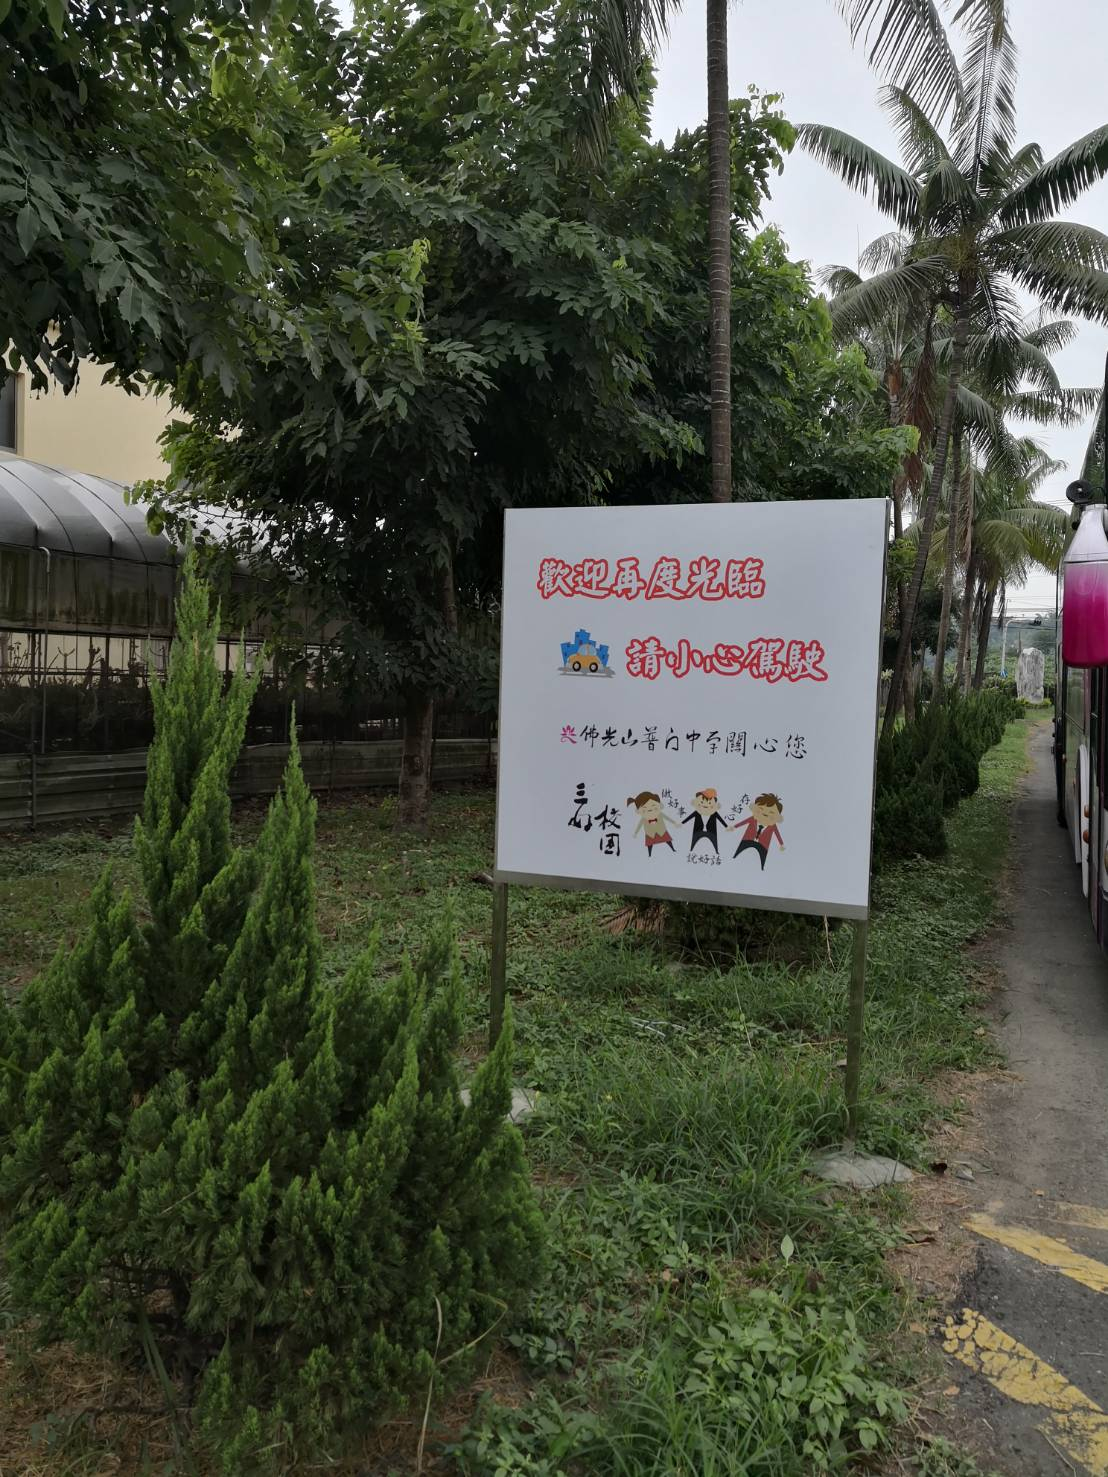 歡迎再度光臨
請小心駕駛
佛光山普門中学關心您
三好校園
做好事
說好話
存好心